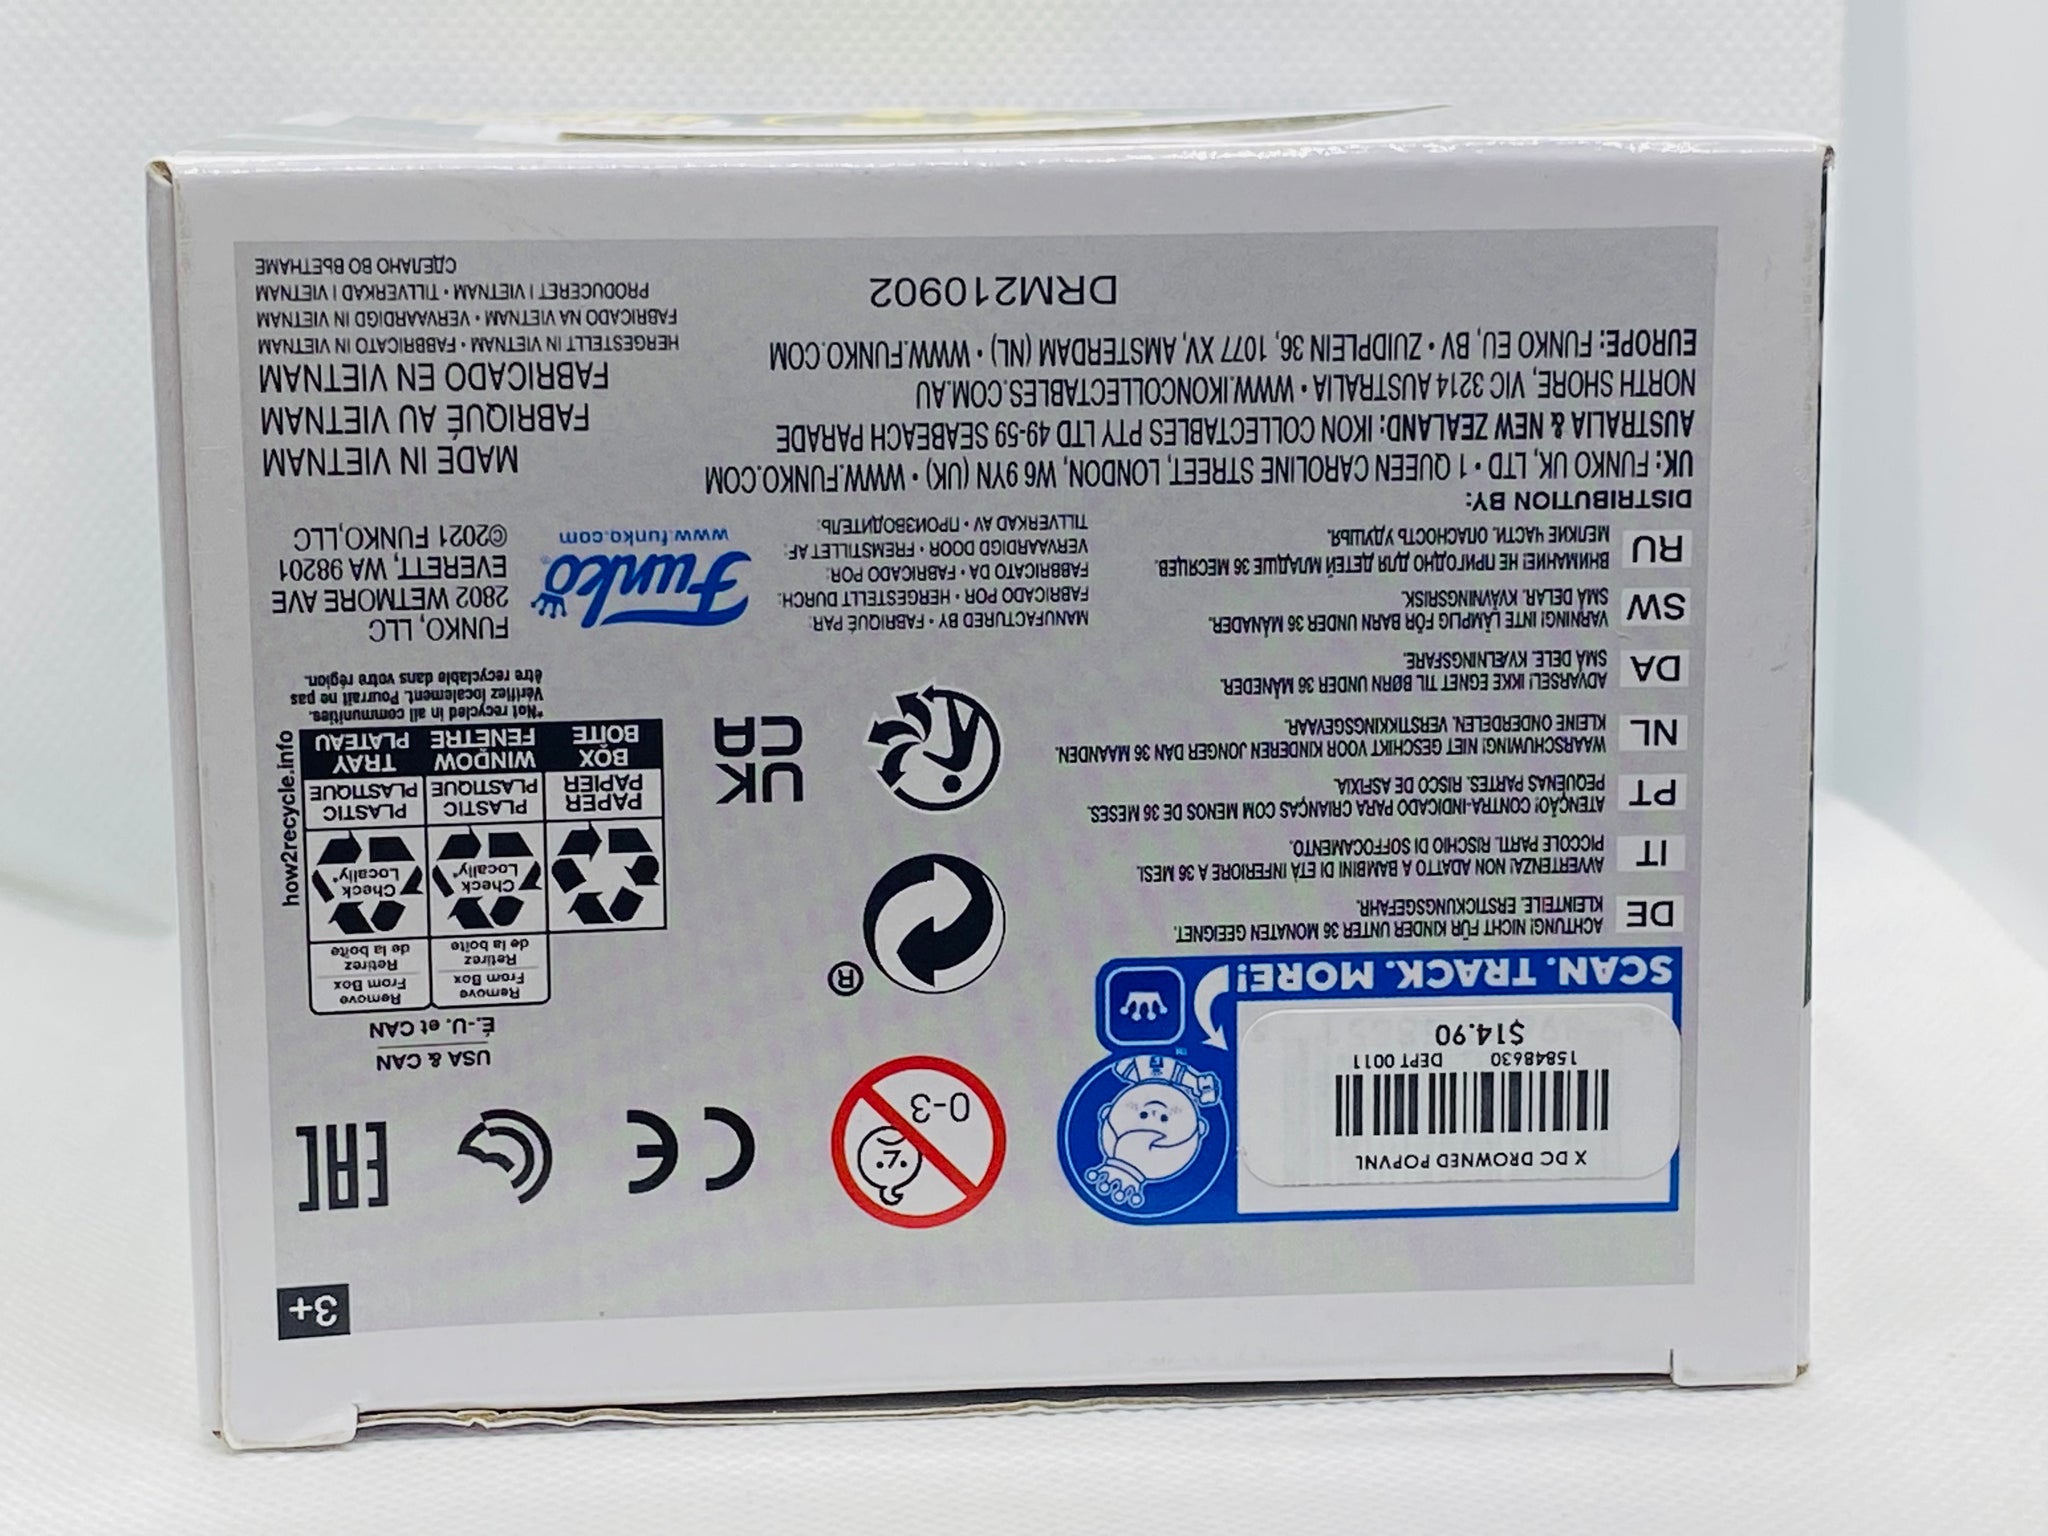 3+
X DC DROWNED POPVNL
15848630 DEPT 0011
$14.90
SCAN. TRACK. MORE!
™
0-3
CE
EAC
®
USA & CAN
É.-U. et CAN
Remove From Box
Retirez de la boîte
Remove From Box
Retirez de la boîte
Check Locally*
Check Locally*
PAPER
PAPIER
PLASTIC
PLASTIQUE
PLASTIC
PLASTIQUE
BOX
BOÎTE
WINDOW
FENÊTRE
TRAY
PLATEAU
how2recycle.info
*Not recycled in all communities.
Vérifiez localement. Pourrait ne pas
être recyclable dans votre région.
UK
CA
DE
ACHTUNG! NICHT FÜR KINDER UNTER 36 MONATEN GEEIGNET.
KLEINTEILE. ERSTICKUNGSGEFAHR.
IT
AVVERTENZA! NON ADATTO A BAMBINI DI ETÀ INFERIORE A 36 MESI.
PICCOLE PARTI. RISCHIO DI SOFFOCAMENTO.
PT
ATENÇÃO! CONTRA-INDICADO PARA CRIANÇAS COM MENOS DE 36 MESES.
PEQUENAS PARTES. RISCO DE ASFIXIA.
NL
WAARSCHUWING! NIET GESCHIKT VOOR KINDEREN JONGER DAN 36 MAANDEN.
KLEINE ONDERDELEN. VERSTIKKINGSGEVAAR.
DA
ADVARSEL! IKKE EGNET TIL BØRN UNDER 36 MÅNEDER.
SMÅ DELE. KVÆLNINGSFARE.
SW
VARNING! INTE LÄMPLIG FÖR BARN UNDER 36 MÅNADER.
SMÅ DELAR. KVÄVNINGSRISK.
RU
ВНИМАНИЕ! НЕ ПРИГОДНО ДЛЯ ДЕТЕЙ МЛАДШЕ 36 МЕСЯЦЕВ.
МЕЛКИЕ ЧАСТИ. ОПАСНОСТЬ УДУШЬЯ.
MANUFACTURED BY • FABRIQUÉ PAR:
FABRICADO POR • HERGESTELLT DURCH:
FABBRICATO DA • FABRICADO POR:
VERVAARDIGD DOOR • FREMSTILLET AF:
TILLVERKAD AV • ПРОИЗВОДИТЕЛЬ:
Funko®
www.funko.com
FUNKO, LLC
2802 WETMORE AVE
EVERETT, WA 98201
©2021 FUNKO,LLC
DISTRIBUTION BY:
UK: FUNKO UK, LTD • 1 QUEEN CAROLINE STREET, LONDON, W6 9YN (UK) • WWW.FUNKO.COM
AUSTRALIA & NEW ZEALAND: IKON COLLECTABLES PTY LTD 49-59 SEABEACH PARADE
NORTH SHORE, VIC 3214 AUSTRALIA • WWW.IKONCOLLECTABLES.COM.AU
EUROPE: FUNKO EU, BV • ZUIDPLEIN 36, 1077 XV, AMSTERDAM (NL) • WWW.FUNKO.COM
DRM210902
MADE IN VIETNAM
FABRIQUÉ AU VIETNAM
FABRICADO EN VIETNAM
HERGESTELLT IN VIETNAM • FABBRICATO IN VIETNAM
FABRICADO NA VIETNAM • VERVAARDIGD IN VIETNAM
PRODUCERET I VIETNAM • TILLVERKAD I VIETNAM
СДЕЛАНО ВО ВЬЕТНАМЕ